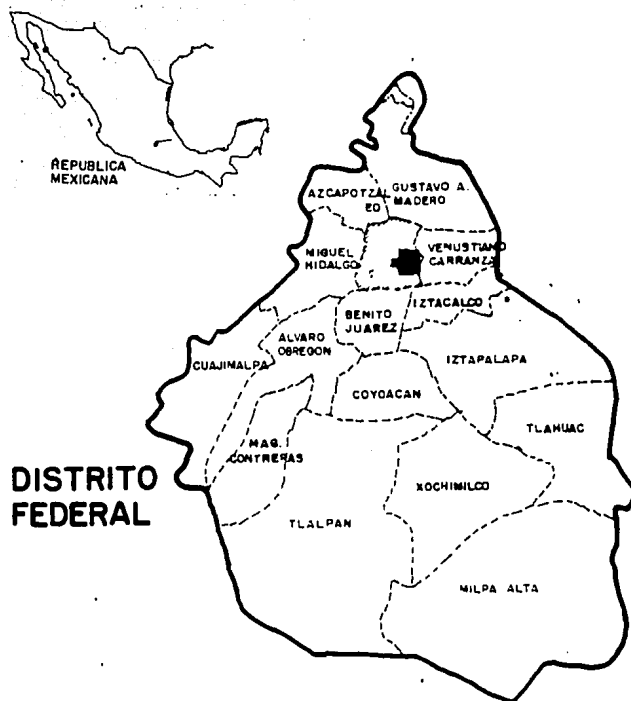 REPUBLICA
MEXICANA
AZCAPOTZAL
CO
GUSTAVO A.
MADERO
MIGUEL
HIDALGO
VENUSTIANO
CARRANZA
IZTACALCO
BENITO
JUAREZ
ALVARO
OBREGON
CUAJIMALPA
IZTAPALAPA
COYOACAN
TLAHUAC
MAG.
CONTRERAS
DISTRITO
FEDERAL
XOCHIMILCO
TLALPAN
MILPA ALTA